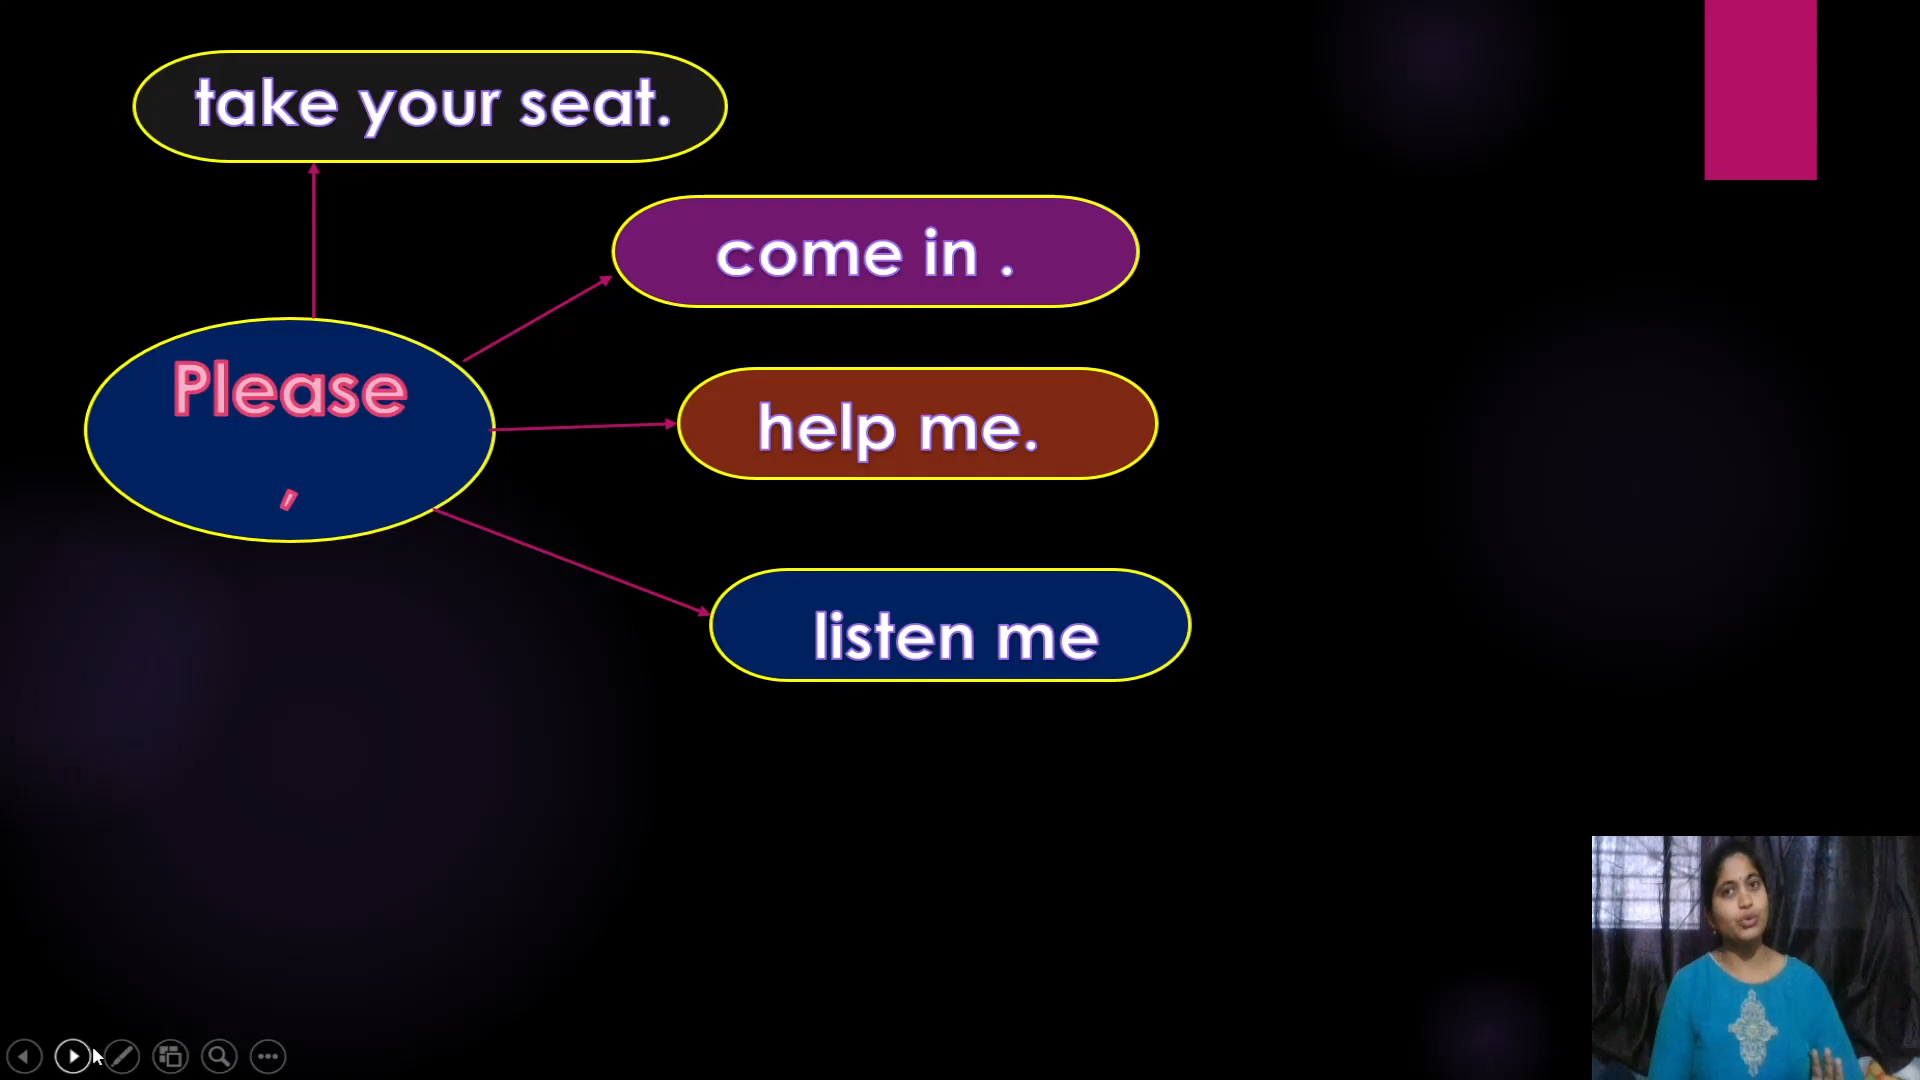 take your seat.
come in .
Please
,
help me.
listen me